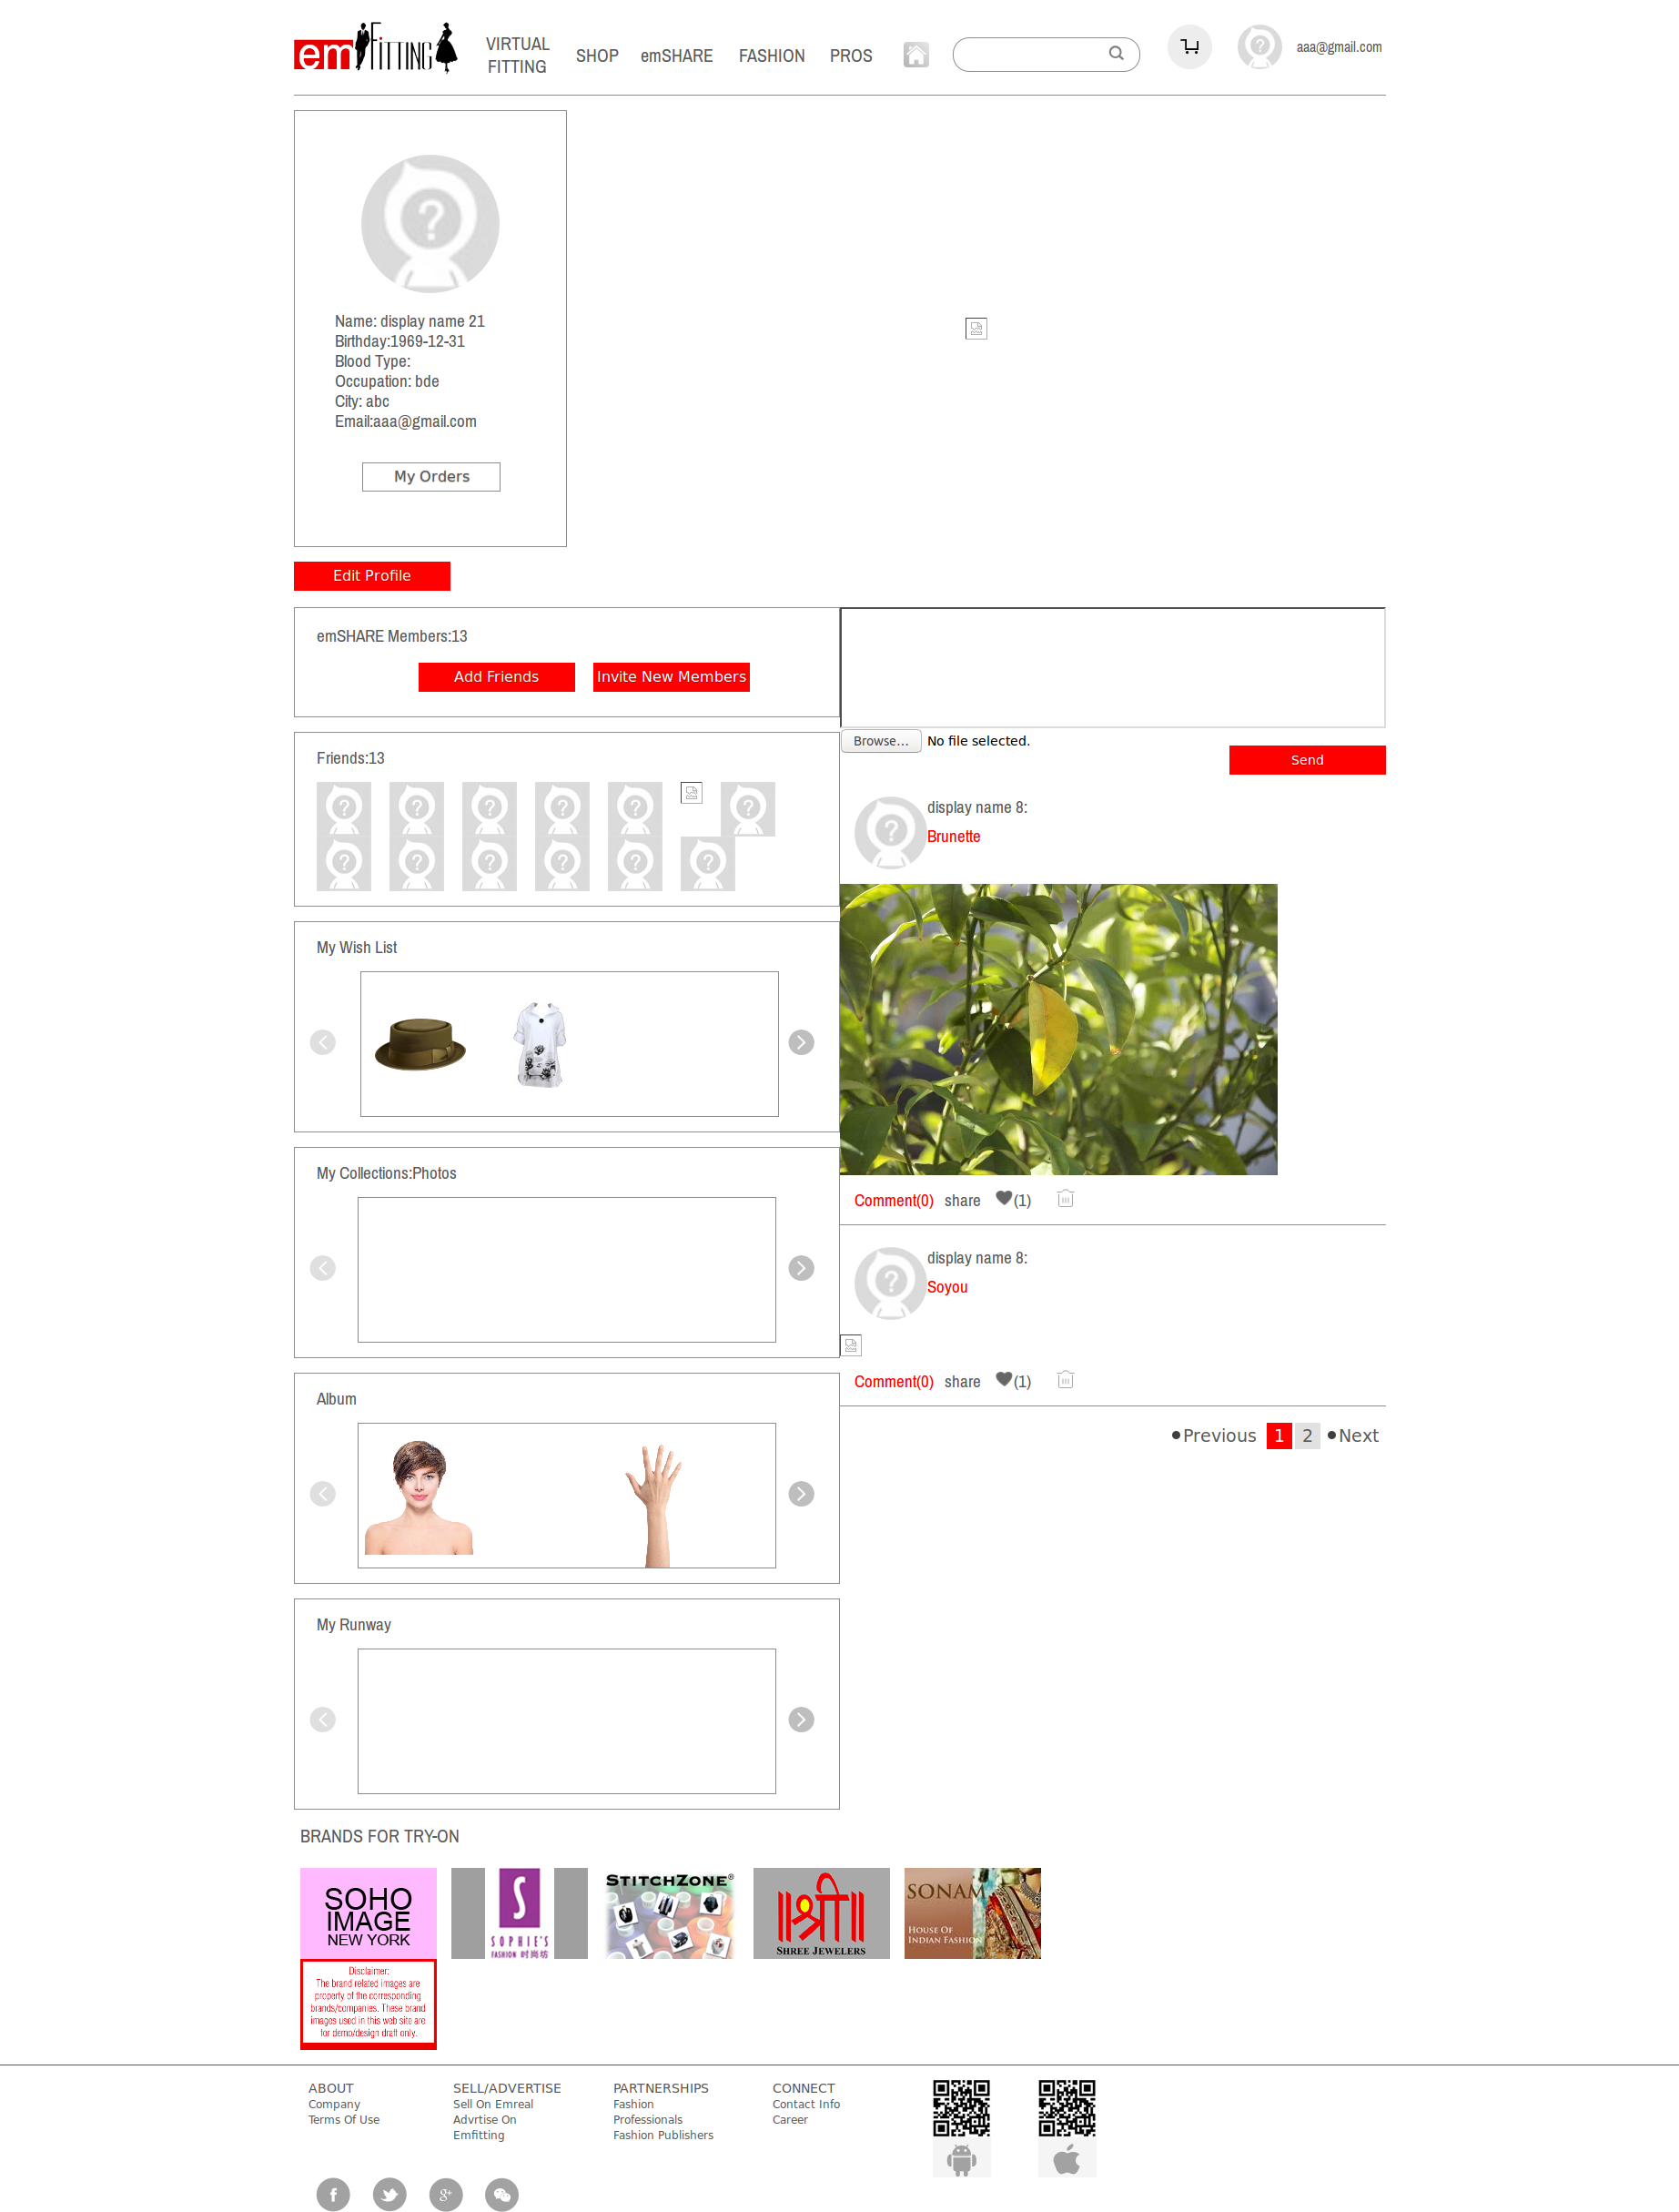 em FITTING
VIRTUAL
FITTING
SHOP
emSHARE
FASHION
PROS
aaa@gmail.com
Name: display name 21
Birthday:1969-12-31
Blood Type:
Occupation: bde
City: abc
Email:aaa@gmail.com
My Orders
Edit Profile
emSHARE Members:13
Add Friends
Invite New Members
Browse...
No file selected.
Send
Friends:13
display name 8:
Brunette
My Wish List
My Collections:Photos
Comment(0) share (1)
display name 8:
Soyou
Comment(0) share (1)
Album
Previous 1 2 Next
My Runway
BRANDS FOR TRY-ON
SOHO
IMAGE
NEW YORK
S
SOPHIE'S
FASHION 时尚坊
STITCHZONE®
श्री
SHREE JEWELERS
SONAM
HOUSE OF
INDIAN FASHION
Disclaimer:
The brand related images are
property of the corresponding
brands/companies. These brand
images used in this web site are
for demo/design draft only.
ABOUT
Company
Terms Of Use
SELL/ADVERTISE
Sell On Emreal
Advrtise On
Emfitting
PARTNERSHIPS
Fashion
Professionals
Fashion Publishers
CONNECT
Contact Info
Career